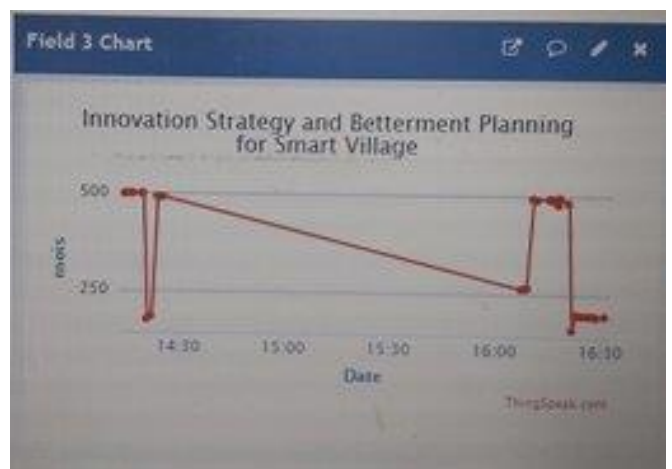 Field 3 Chart
Innovation Strategy and Betterment Planning
for Smart Village
500
mois
250
14:30
15:00
15:30
16:00
16:30
Date
ThingSpeak.com